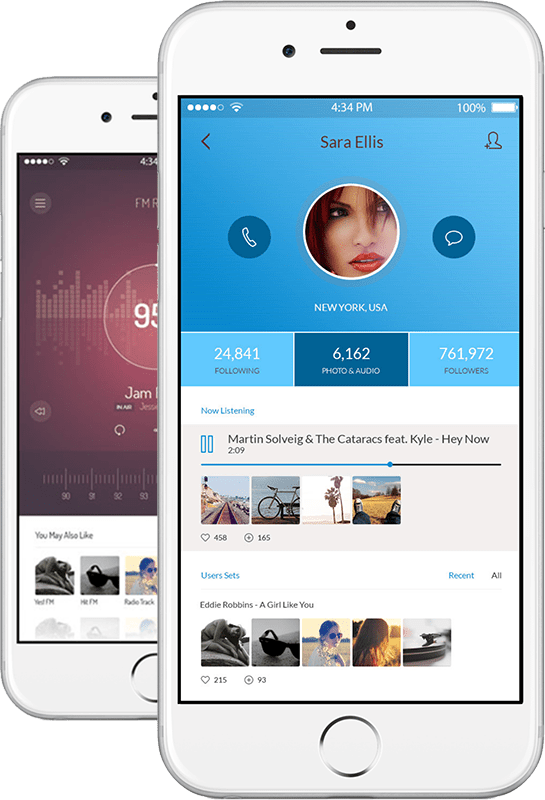 4:34 PM
100%
Sara Ellis
NEW YORK, USA
24,841
6,162
761,972
FOLLOWING
PHOTO & AUDIO
FOLLOWERS
Now Listening
Martin Solveig & The Cataracs feat. Kyle - Hey Now
2:09
458
165
Users Sets
Recent
All
Eddie Robbins - A Girl Like You
215
93
4:34
FM R
95
Jam
IN AIR
90
91
92
93
You May Also Like
Yes! FM
Hit FM
Radio Track